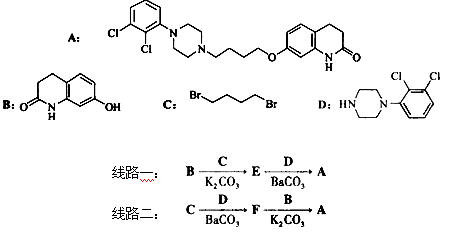 A:
Cl
Cl
N
N
O
N
H
O
B:
O
N
H
OH
C:
Br
Br
D:
HN
N
Cl
Cl
线路一: B C K₂CO₃ E D BaCO₃ A
线路二: C D BaCO₃ F B K₂CO₃ A